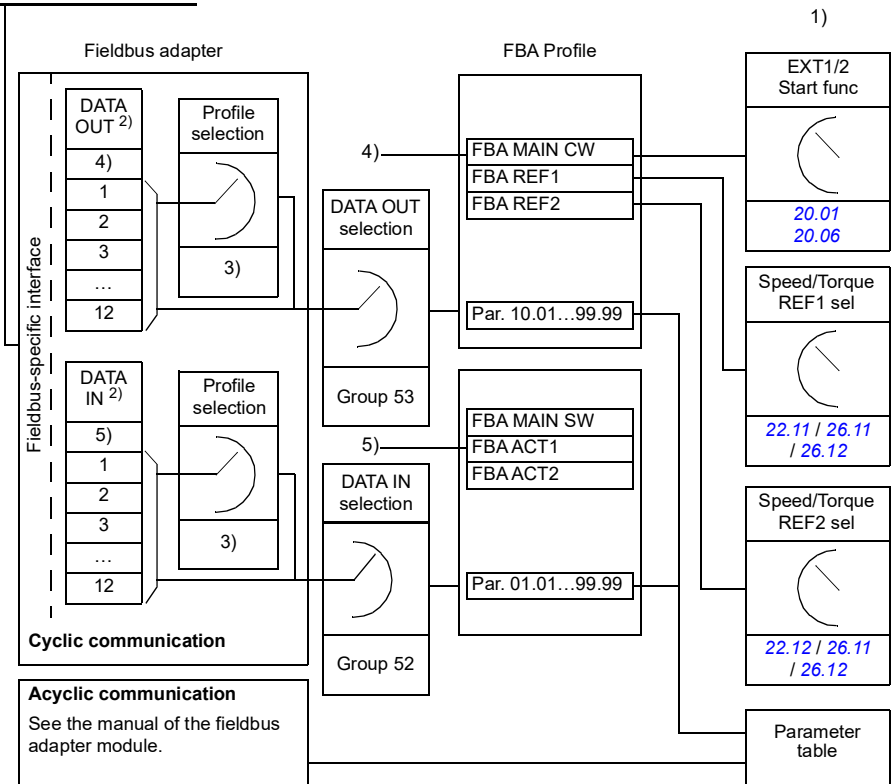 1)
Fieldbus adapter
FBA Profile
Fieldbus-specific interface
DATA
OUT 2)
4)
1
2
3
…
12
Profile
selection
3)
DATA
IN 2)
5)
1
2
3
…
12
Profile
selection
3)
Cyclic communication
4)
DATA OUT
selection
Group 53
5)
DATA IN
selection
Group 52
FBA MAIN CW
FBA REF1
FBA REF2
Par. 10.01…99.99
FBA MAIN SW
FBA ACT1
FBA ACT2
Par. 01.01…99.99
EXT1/2
Start func
20.01
20.06
Speed/Torque
REF1 sel
22.11 / 26.11
/ 26.12
Speed/Torque
REF2 sel
22.12 / 26.11
/ 26.12
Acyclic communication
See the manual of the fieldbus
adapter module.
Parameter
table